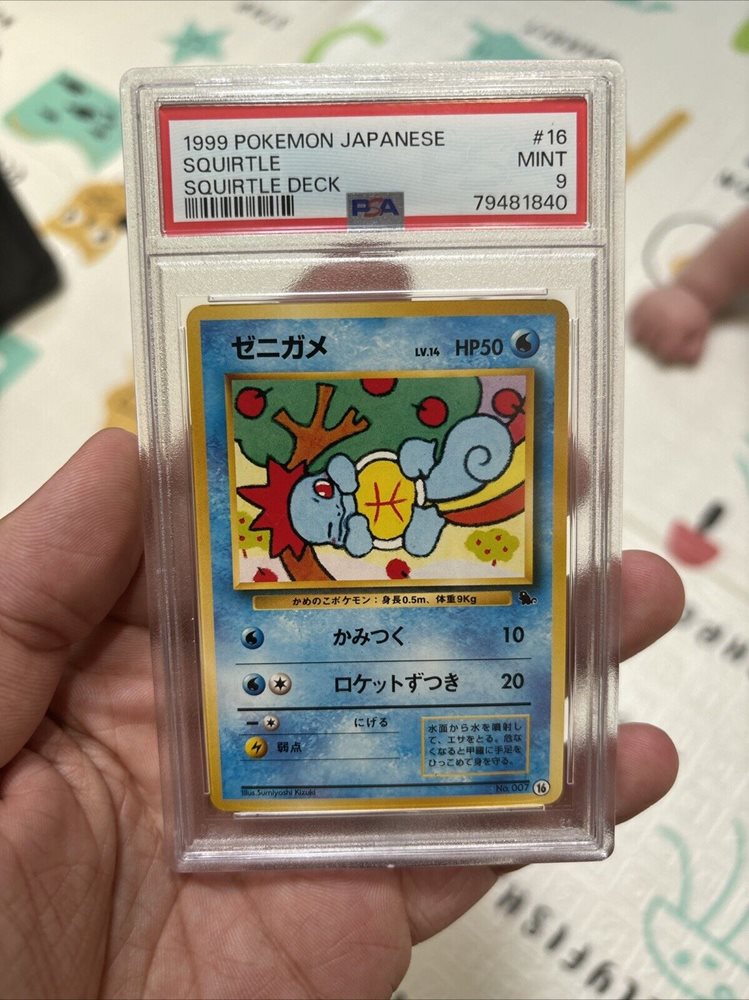 1999 POKEMON JAPANESE #16
SQUIRTLE MINT
SQUIRTLE DECK 9
PSA 79481840
ゼニガメ LV.14 HP50
かめのこポケモン:身長0.5m、体重9Kg
かみつく 10
ロケットずつき 20
にげる
弱点
水面から水を噴射し
て、エサをとる。危な
くなると甲羅に手足を
ひっこめて身を守る。
Illus. Sumiyoshi Kizuki No. 007 16
YFISH